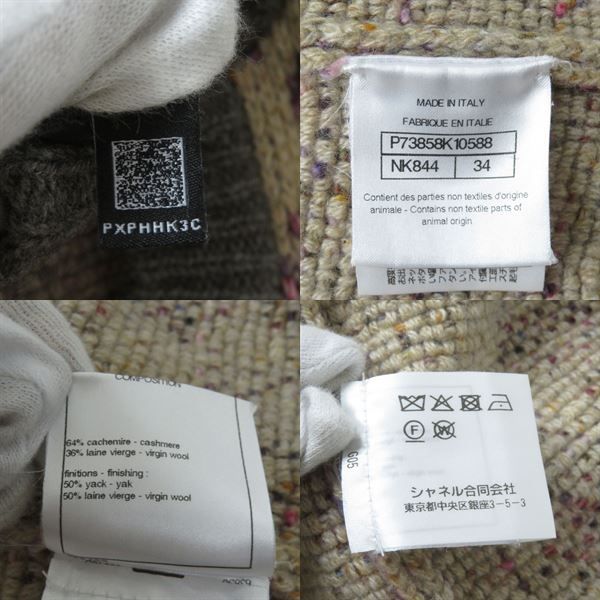 PXPHHK3C
MADE IN ITALY
FABRIQUE EN ITALIE
P73858K10588
NK844 34
Contient des parties non textiles d'origine
animale - Contains non textile parts of
animal origin.
COMPOSITION
64% cachemire - cashmere
36% laine vierge - virgin wool
finitions - finishing :
50% yack - yak
50% laine vierge - virgin wool
シャネル合同会社
東京都中央区銀座3-5-3